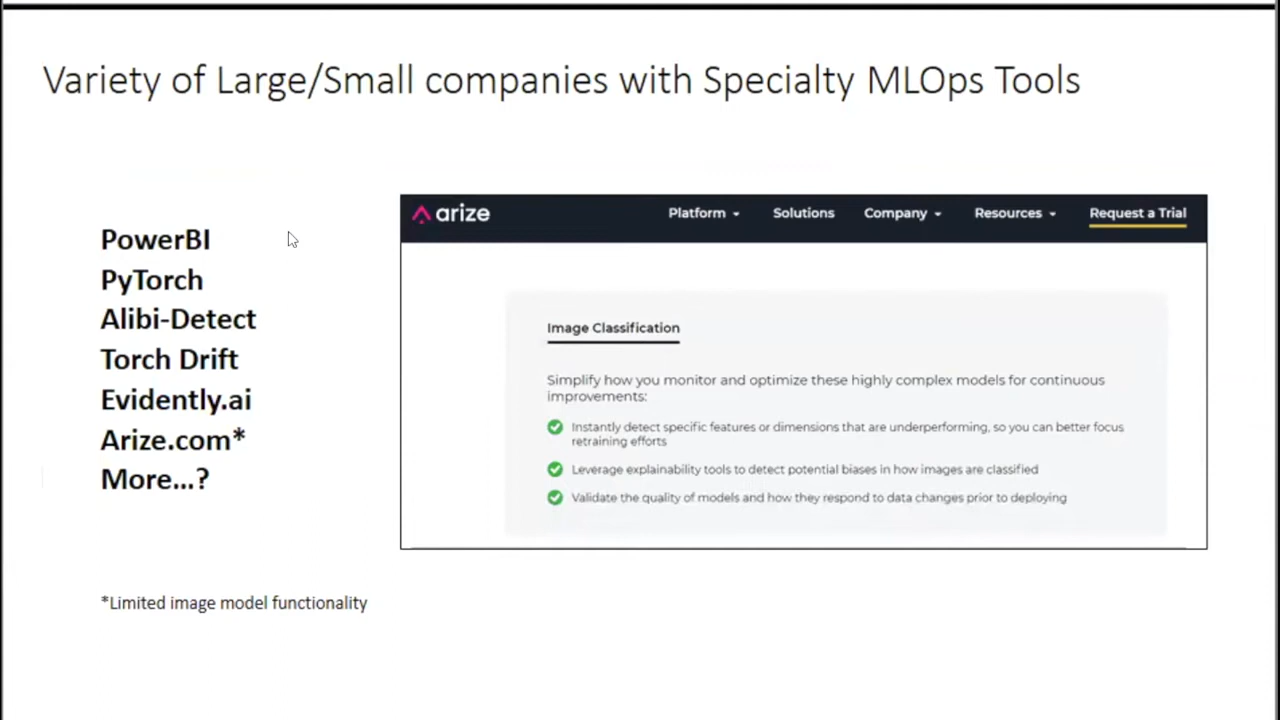 Variety of Large/Small companies with Specialty MLOps Tools
PowerBI
PyTorch
Alibi-Detect
Torch Drift
Evidently.ai
Arize.com*
More...?
*Limited image model functionality
arize
Platform
Solutions
Company
Resources
Request a Trial
Image Classification
Simplify how you monitor and optimize these highly complex models for continuous
improvements:
Instantly detect specific features or dimensions that are underperforming, so you can better focus
retraining efforts
Leverage explainability tools to detect potential biases in how images are classified
Validate the quality of models and how they respond to data changes prior to deploying